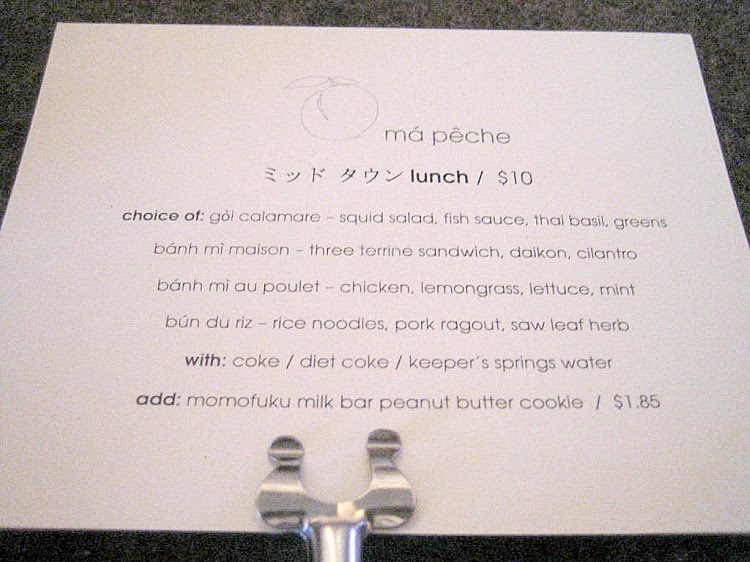 má pêche
ミッド タウン lunch / $10
choice of: gỏi calamare – squid salad, fish sauce, thai basil, greens
bánh mì maison – three terrine sandwich, daikon, cilantro
bánh mì au poulet – chicken, lemongrass, lettuce, mint
bún du riz – rice noodles, pork ragout, saw leaf herb
with: coke / diet coke / keeper's springs water
add: momofuku milk bar peanut butter cookie / $1.85